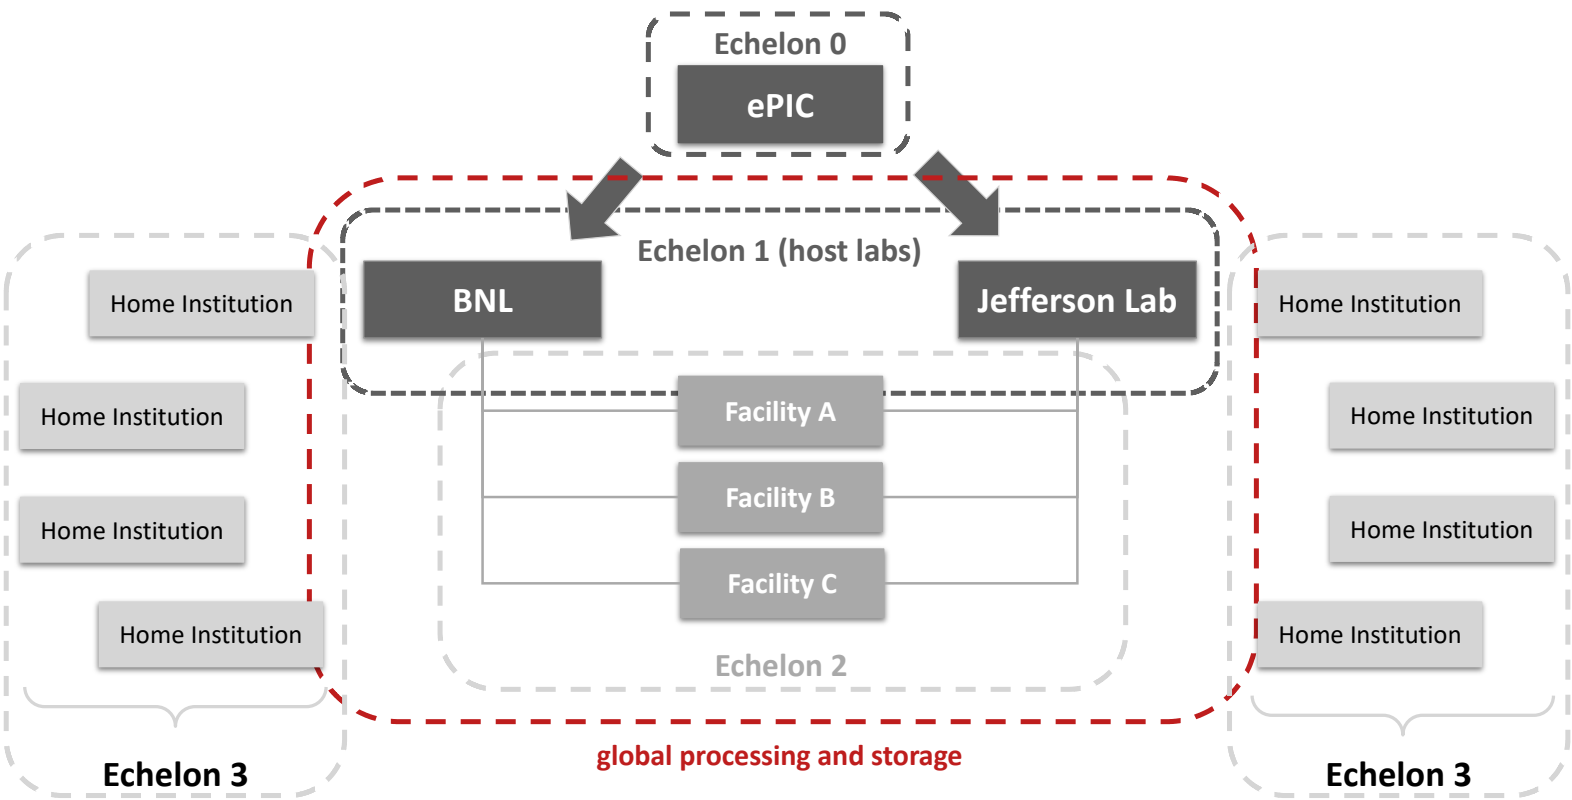 Echelon 0
ePIC
Echelon 1 (host labs)
BNL
Jefferson Lab
Home Institution
Home Institution
Home Institution
Home Institution
Facility A
Facility B
Facility C
Echelon 2
Home Institution
Home Institution
Home Institution
Home Institution
global processing and storage
Echelon 3
Echelon 3